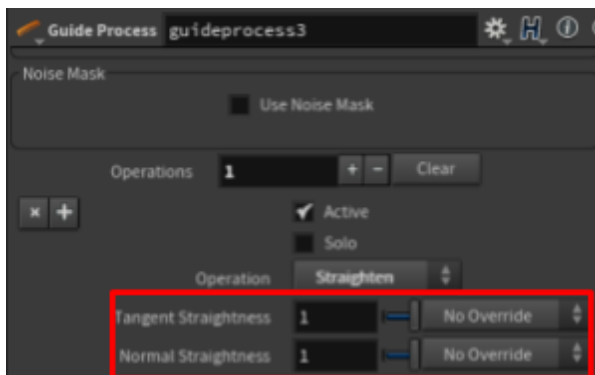 Guide Process guideprocess3
Noise Mask
Use Noise Mask
Operations 1 + - Clear
× + Active
Solo
Operation Straighten
Tangent Straightness 1 No Override
Normal Straightness 1 No Override